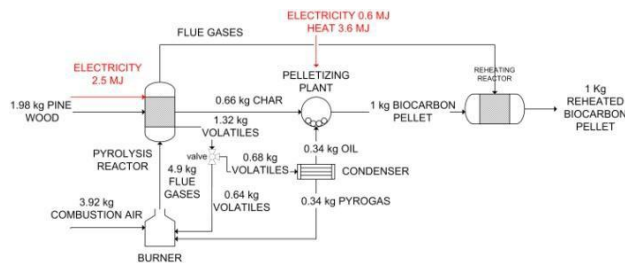 ELECTRICITY 0.6 MJ
HEAT 3.6 MJ
FLUE GASES
ELECTRICITY
2.5 MJ
PELLETIZING
PLANT
REHEATING
REACTOR
1.98 kg PINE
WOOD
0.66 kg CHAR
1 kg BIOCARBON
PELLET
1 Kg
REHEATED
BIOCARBON
PELLET
1.32 kg
VOLATILES
PYROLYSIS
REACTOR
valve
0.34 kg OIL
0.68 kg
VOLATILES
CONDENSER
4.9 kg
FLUE
GASES
0.64 kg
VOLATILES
0.34 kg PYROGAS
3.92 kg
COMBUSTION AIR
BURNER